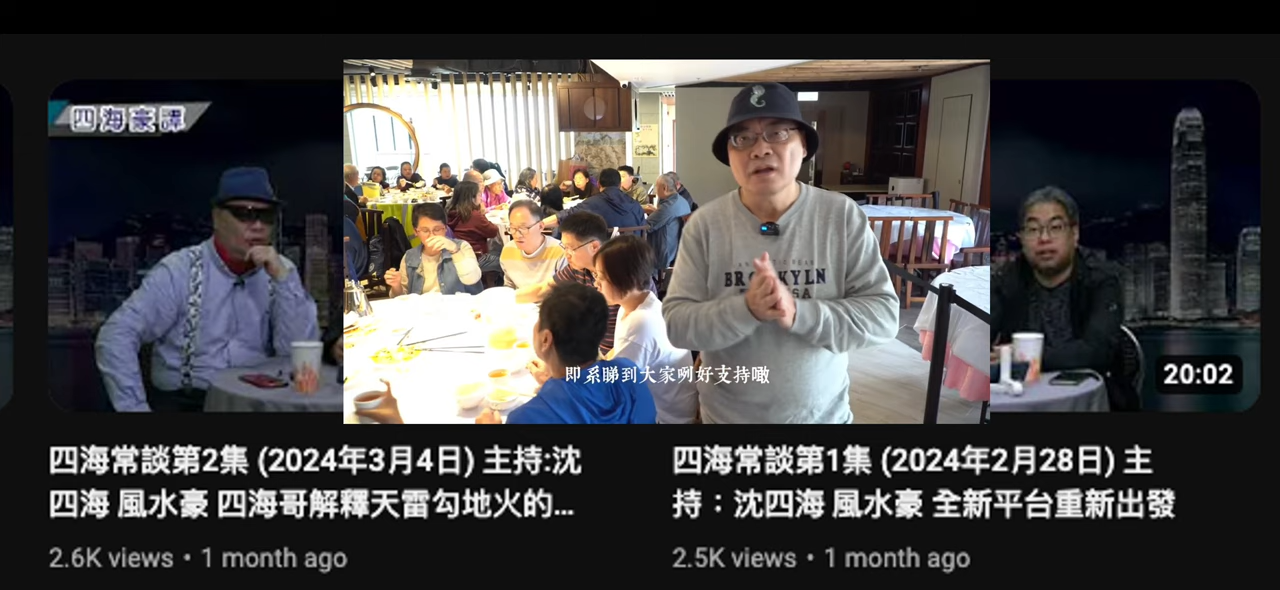 四海豪譚
BROOKLYN
即系睇到大家咧好支持噉
20:02
四海常談第2集 (2024年3月4日) 主持:沈
四海 風水豪 四海哥解釋天雷勾地火的...
2.6K views • 1 month ago
四海常談第1集 (2024年2月28日) 主
持：沈四海 風水豪 全新平台重新出發
2.5K views • 1 month ago